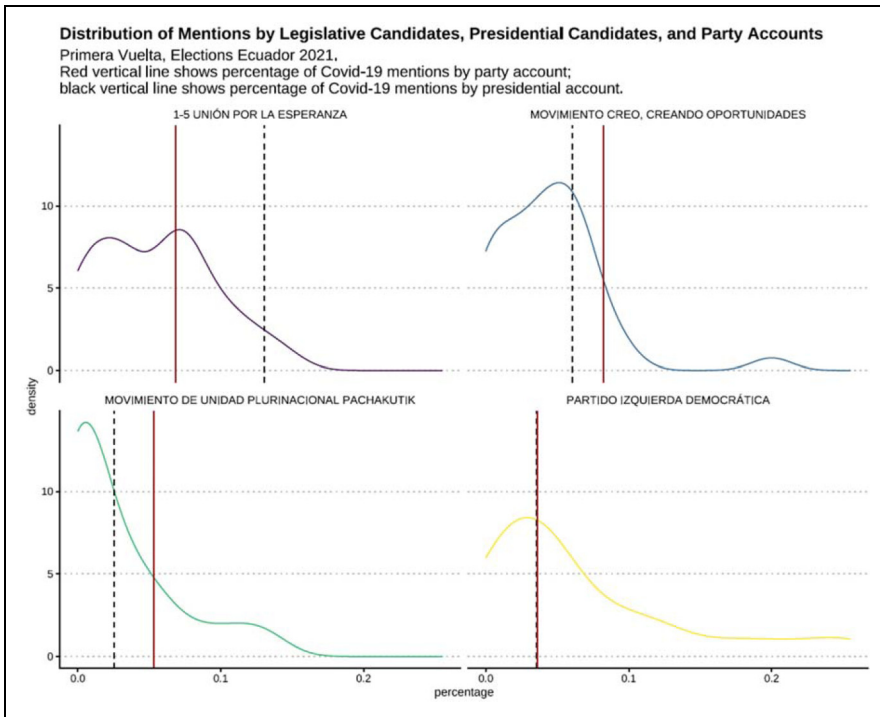 Distribution of Mentions by Legislative Candidates, Presidential Candidates, and Party Accounts
Primera Vuelta, Elections Ecuador 2021.
Red vertical line shows percentage of Covid-19 mentions by party account;
black vertical line shows percentage of Covid-19 mentions by presidential account.
1-5 UNIÓN POR LA ESPERANZA
MOVIMIENTO CREO, CREANDO OPORTUNIDADES
10
5
0
density
MOVIMIENTO DE UNIDAD PLURINACIONAL PACHAKUTIK
PARTIDO IZQUIERDA DEMOCRÁTICA
10
5
0
0.0 0.1 0.2 0.0 0.1 0.2
percentage